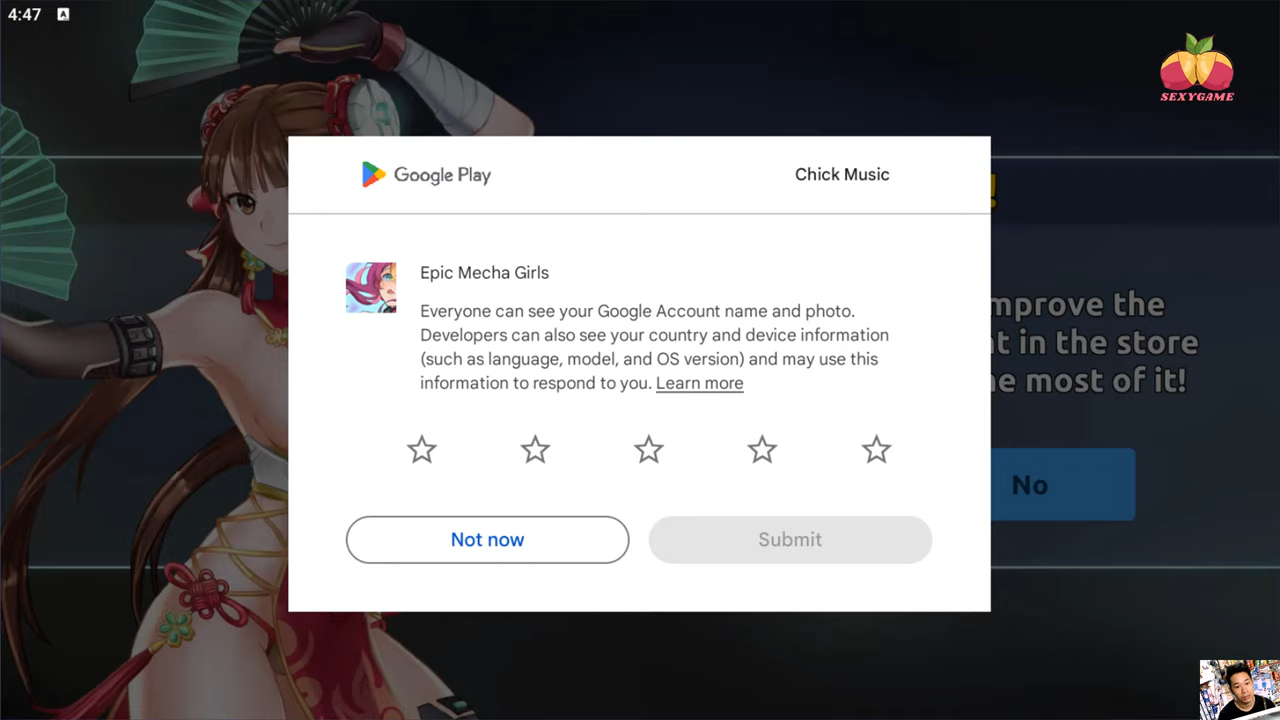 4:47
A
SEXYGAME
Google Play
Chick Music
!
Epic Mecha Girls
Everyone can see your Google Account name and photo.
Developers can also see your country and device information
(such as language, model, and OS version) and may use this
information to respond to you. Learn more
mprove the
t in the store
e most of it!
No
Not now
Submit